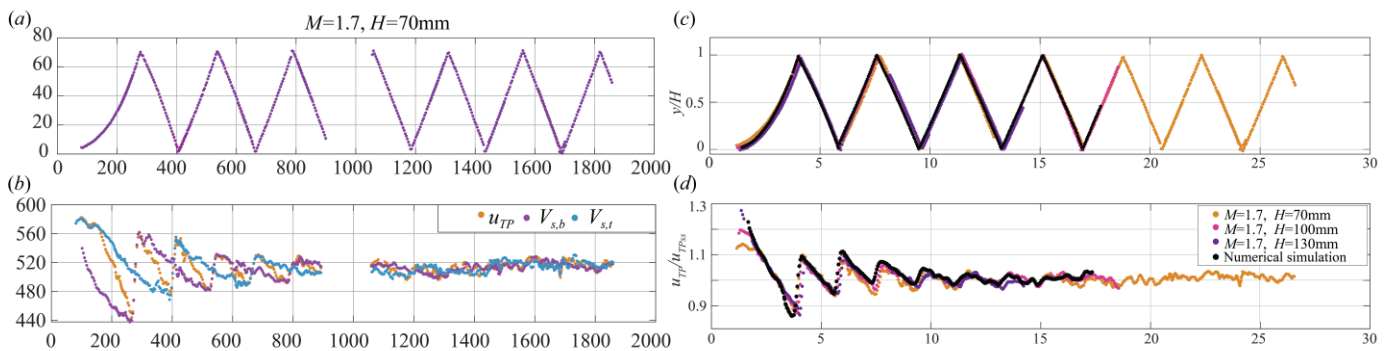 (a) M=1.7, H=70mm
80
60
40
20
0
0 200 400 600 800 1000 1200 1400 1600 1800 2000
(b)
600
560
520
480
440
u_TP V_s,b V_s,t
0 200 400 600 800 1000 1200 1400 1600 1800 2000
(c)
y/H
1
0.5
0
0 5 10 15 20 25 30
(d)
u_TP/u_TPss
1.3
1.1
0.9
M=1.7, H=70mm
M=1.7, H=100mm
M=1.7, H=130mm
Numerical simulation
0 5 10 15 20 25 30